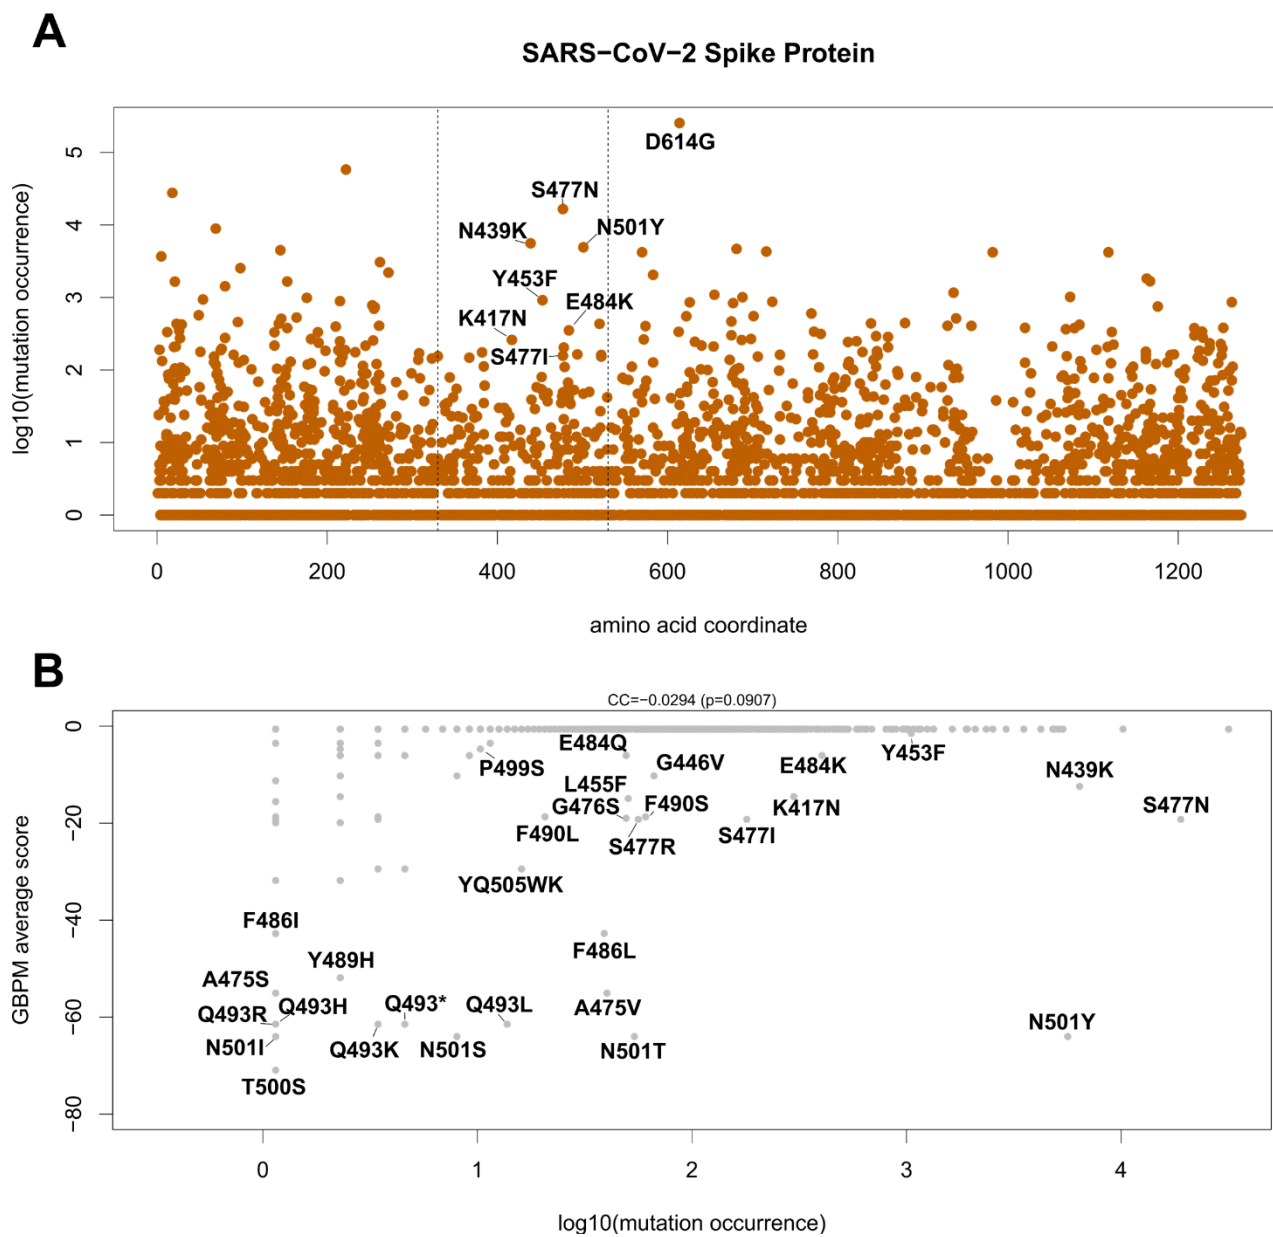 A
SARS−CoV−2 Spike Protein
log10(mutation occurrence)
5
4
3
2
1
0
D614G
S477N
N439K
N501Y
Y453F
E484K
K417N
S477I
0 200 400 600 800 1000 1200
amino acid coordinate
B
CC=−0.0294 (p=0.0907)
GBPM average score
0
−20
−40
−60
−80
E484Q
P499S
G446V
E484K
Y453F
N439K
L455F
G476S
F490S
K417N
S477N
F490L
S477R
S477I
YQ505WK
F486I
F486L
Y489H
A475S
Q493R
Q493H
Q493*
Q493L
A475V
N501Y
N501I
Q493K
N501S
N501T
T500S
0 1 2 3 4
log10(mutation occurrence)